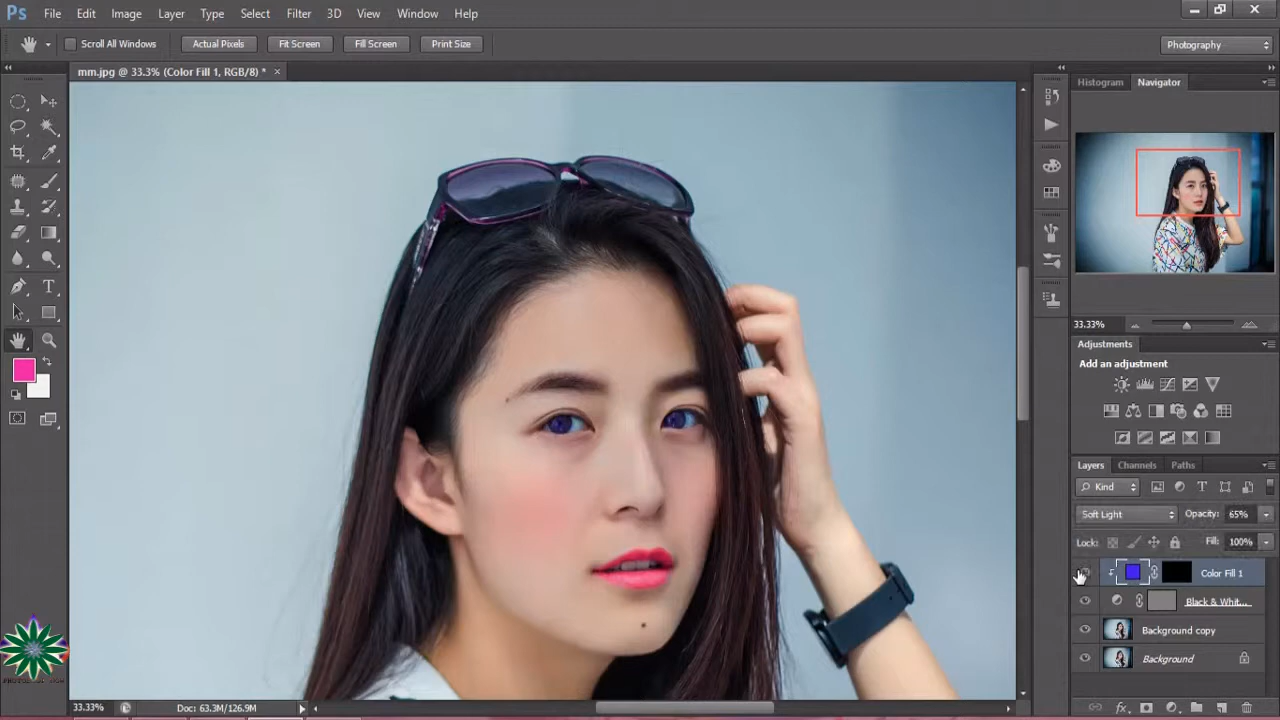 Ps File Edit Image Layer Type Select Filter 3D View Window Help
Scroll All Windows Actual Pixels Fit Screen Fill Screen Print Size Photography
mm.jpg @ 33.3% (Color Fill 1, RGB/8) * ×
Histogram Navigator
33.33%
Adjustments
Add an adjustment
Layers Channels Paths
Kind
Soft Light Opacity: 65%
Lock: Fill: 100%
Color Fill 1
Black & Whit...
Background copy
Background
33.33% Doc: 63.3M/126.9M